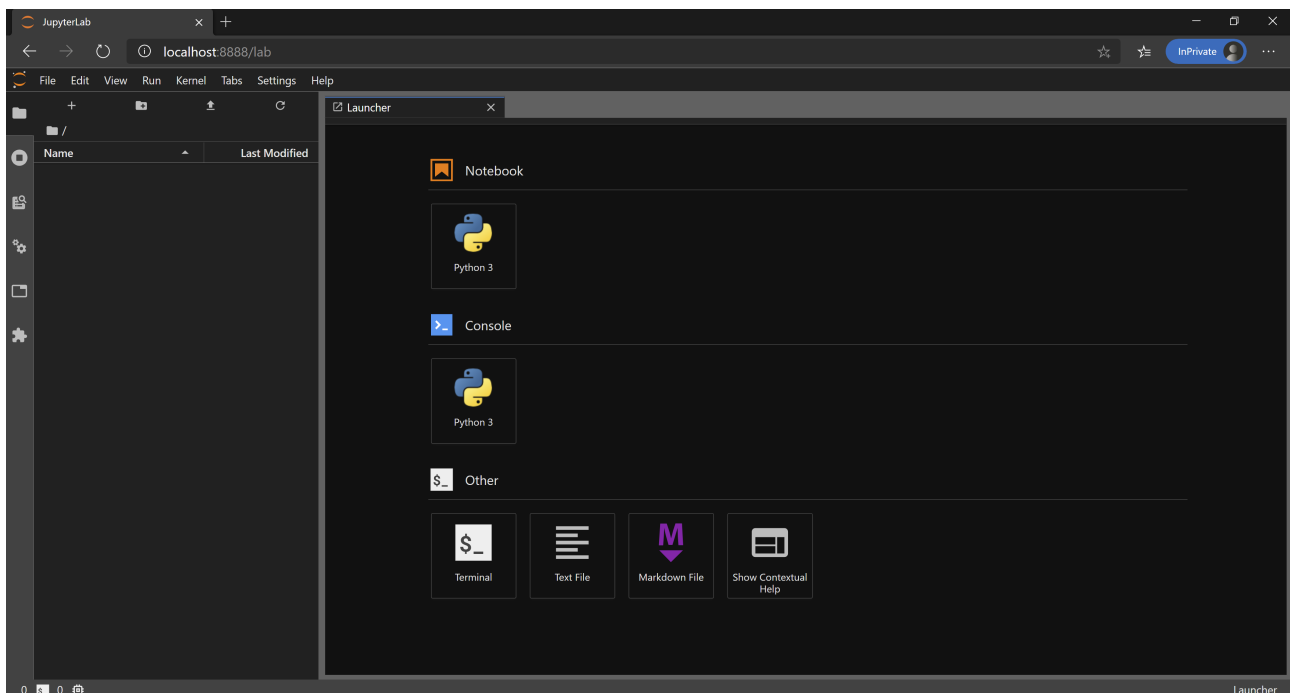 JupyterLab
localhost:8888/lab
InPrivate
File Edit View Run Kernel Tabs Settings Help
Launcher
/
Name Last Modified
Notebook
Python 3
>_ Console
Python 3
$_ Other
$_
M
Terminal
Text File
Markdown File
Show Contextual
Help
0 $_ 0 Launcher